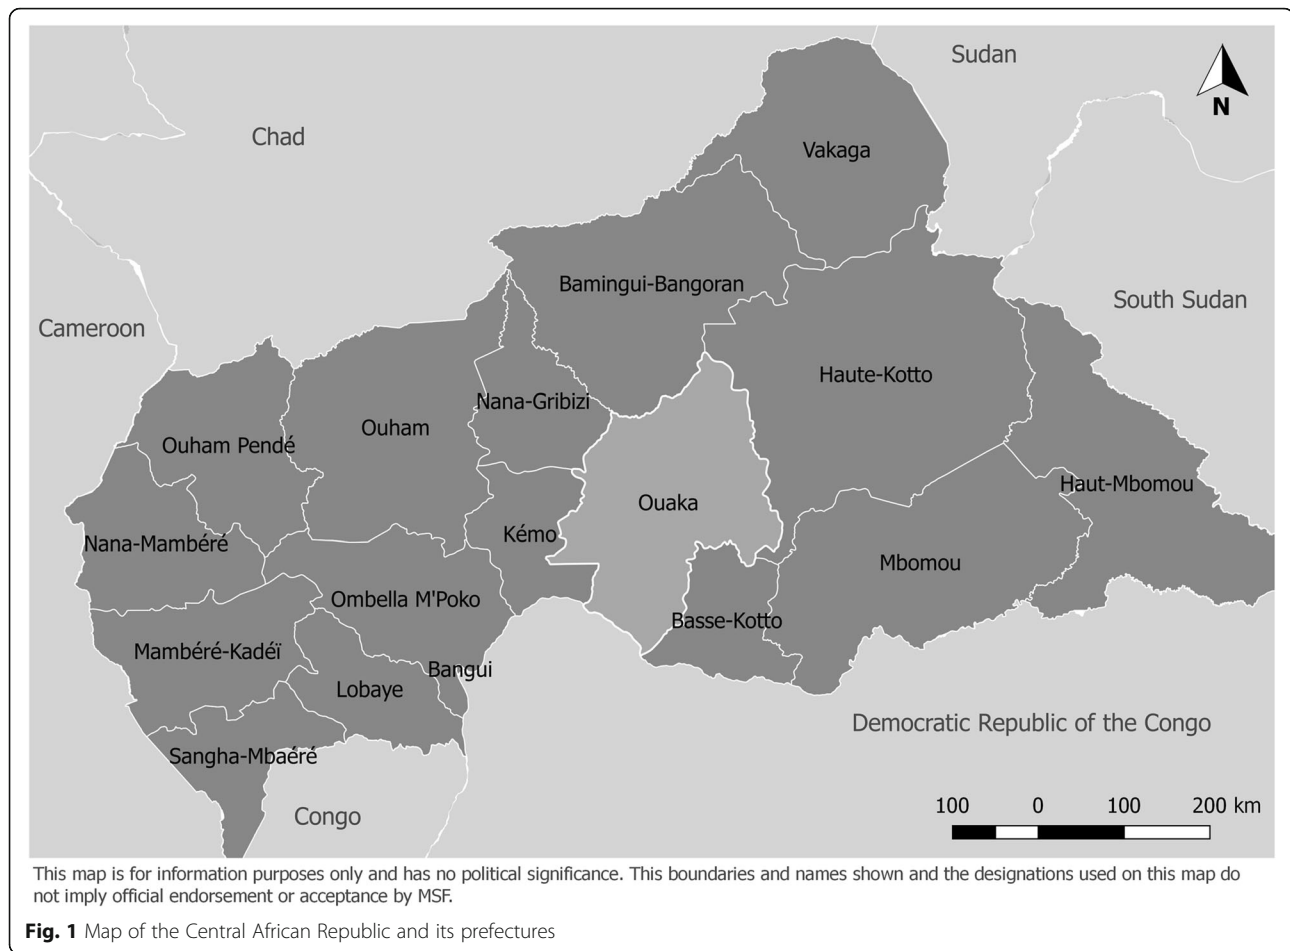 Sudan
N
Chad
Vakaga
Bamingui-Bangoran
South Sudan
Cameroon
Haute-Kotto
Nana-Gribizi
Ouham
Ouham Pendé
Haut-Mbomou
Ouaka
Kémo
Nana-Mambéré
Mbomou
Ombella M'Poko
Basse-Kotto
Mambéré-Kadéï
Bangui
Lobaye
Democratic Republic of the Congo
Sangha-Mbaéré
Congo
100 0 100 200 km
This map is for information purposes only and has no political significance. This boundaries and names shown and the designations used on this map do
not imply official endorsement or acceptance by MSF.
Fig. 1 Map of the Central African Republic and its prefectures